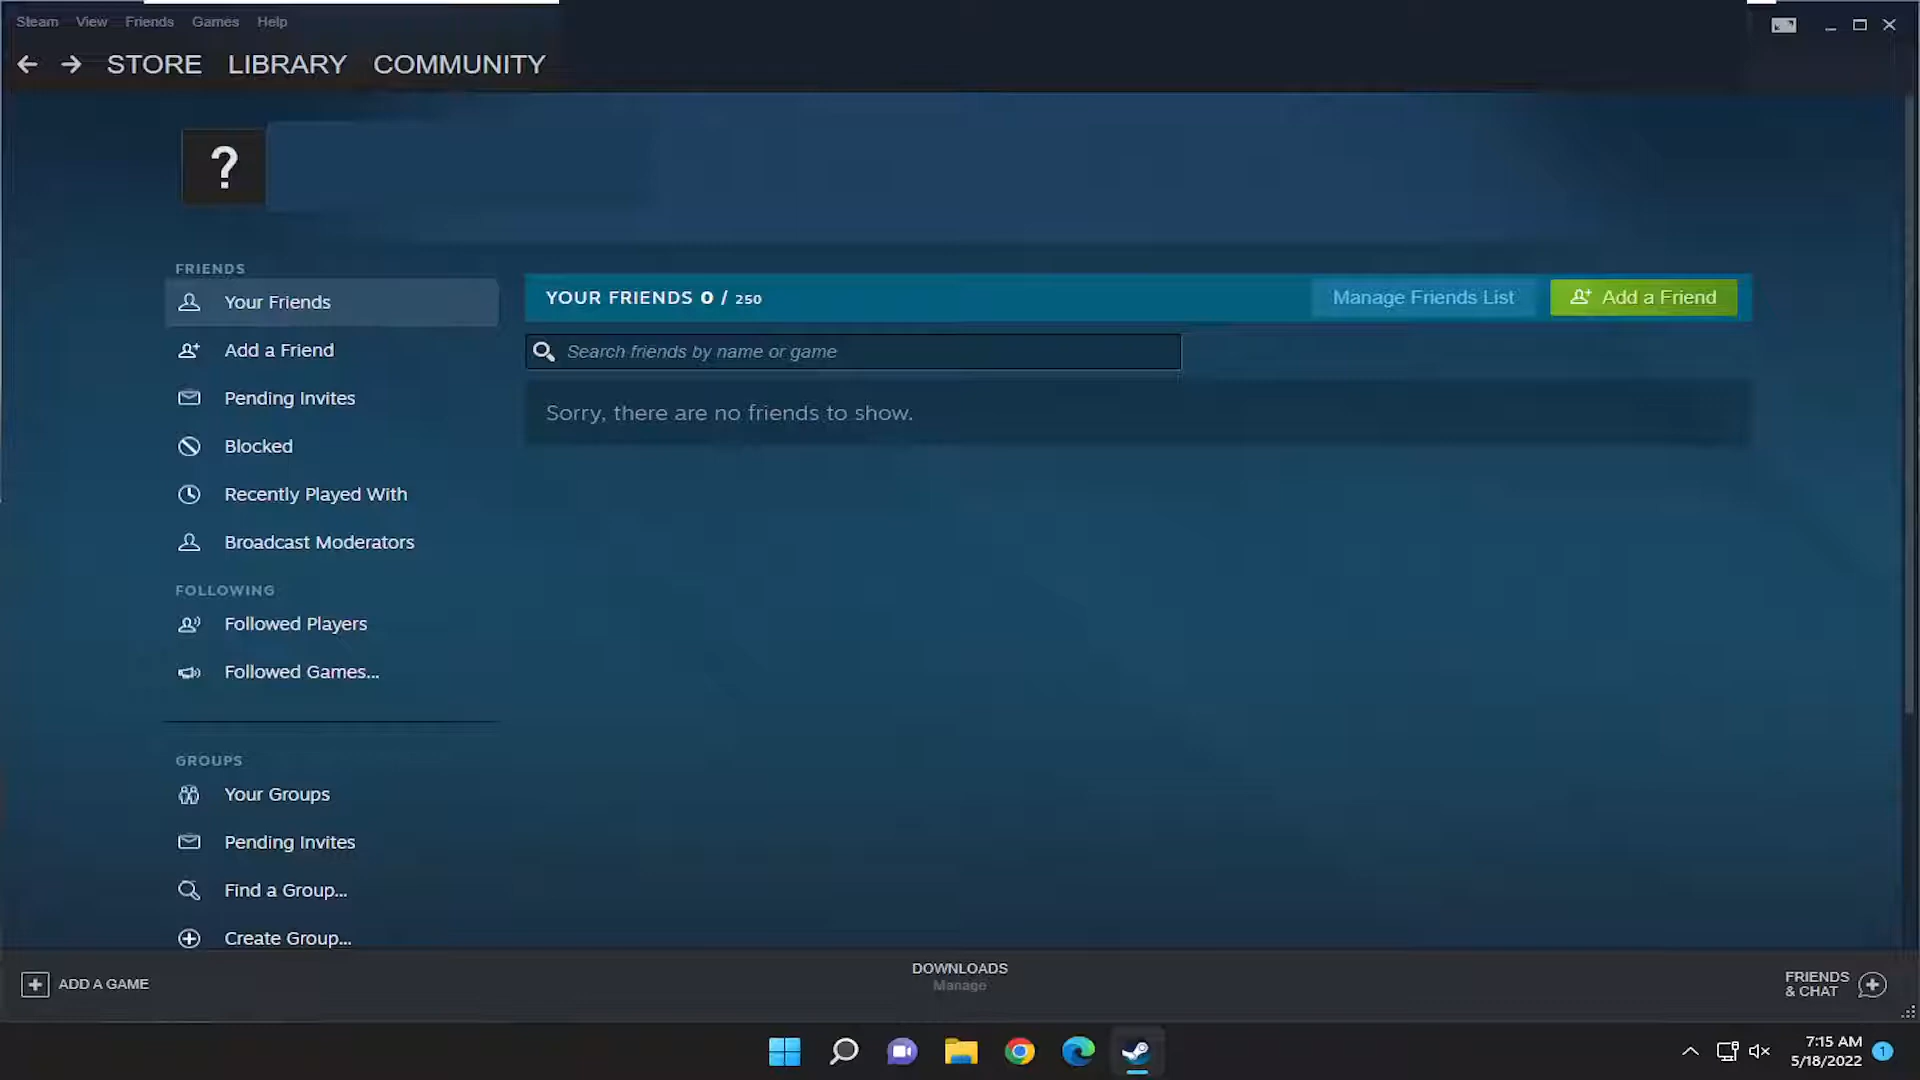 Steam View Friends Games Help
STORE LIBRARY COMMUNITY
?
FRIENDS
Your Friends
Add a Friend
Pending Invites
Blocked
Recently Played With
Broadcast Moderators
FOLLOWING
Followed Players
Followed Games...
GROUPS
Your Groups
Pending Invites
Find a Group...
Create Group...
YOUR FRIENDS 0 / 250
Manage Friends List
Add a Friend
Search friends by name or game
Sorry, there are no friends to show.
ADD A GAME
DOWNLOADS
Manage
FRIENDS
& CHAT
7:15 AM
5/18/2022
1